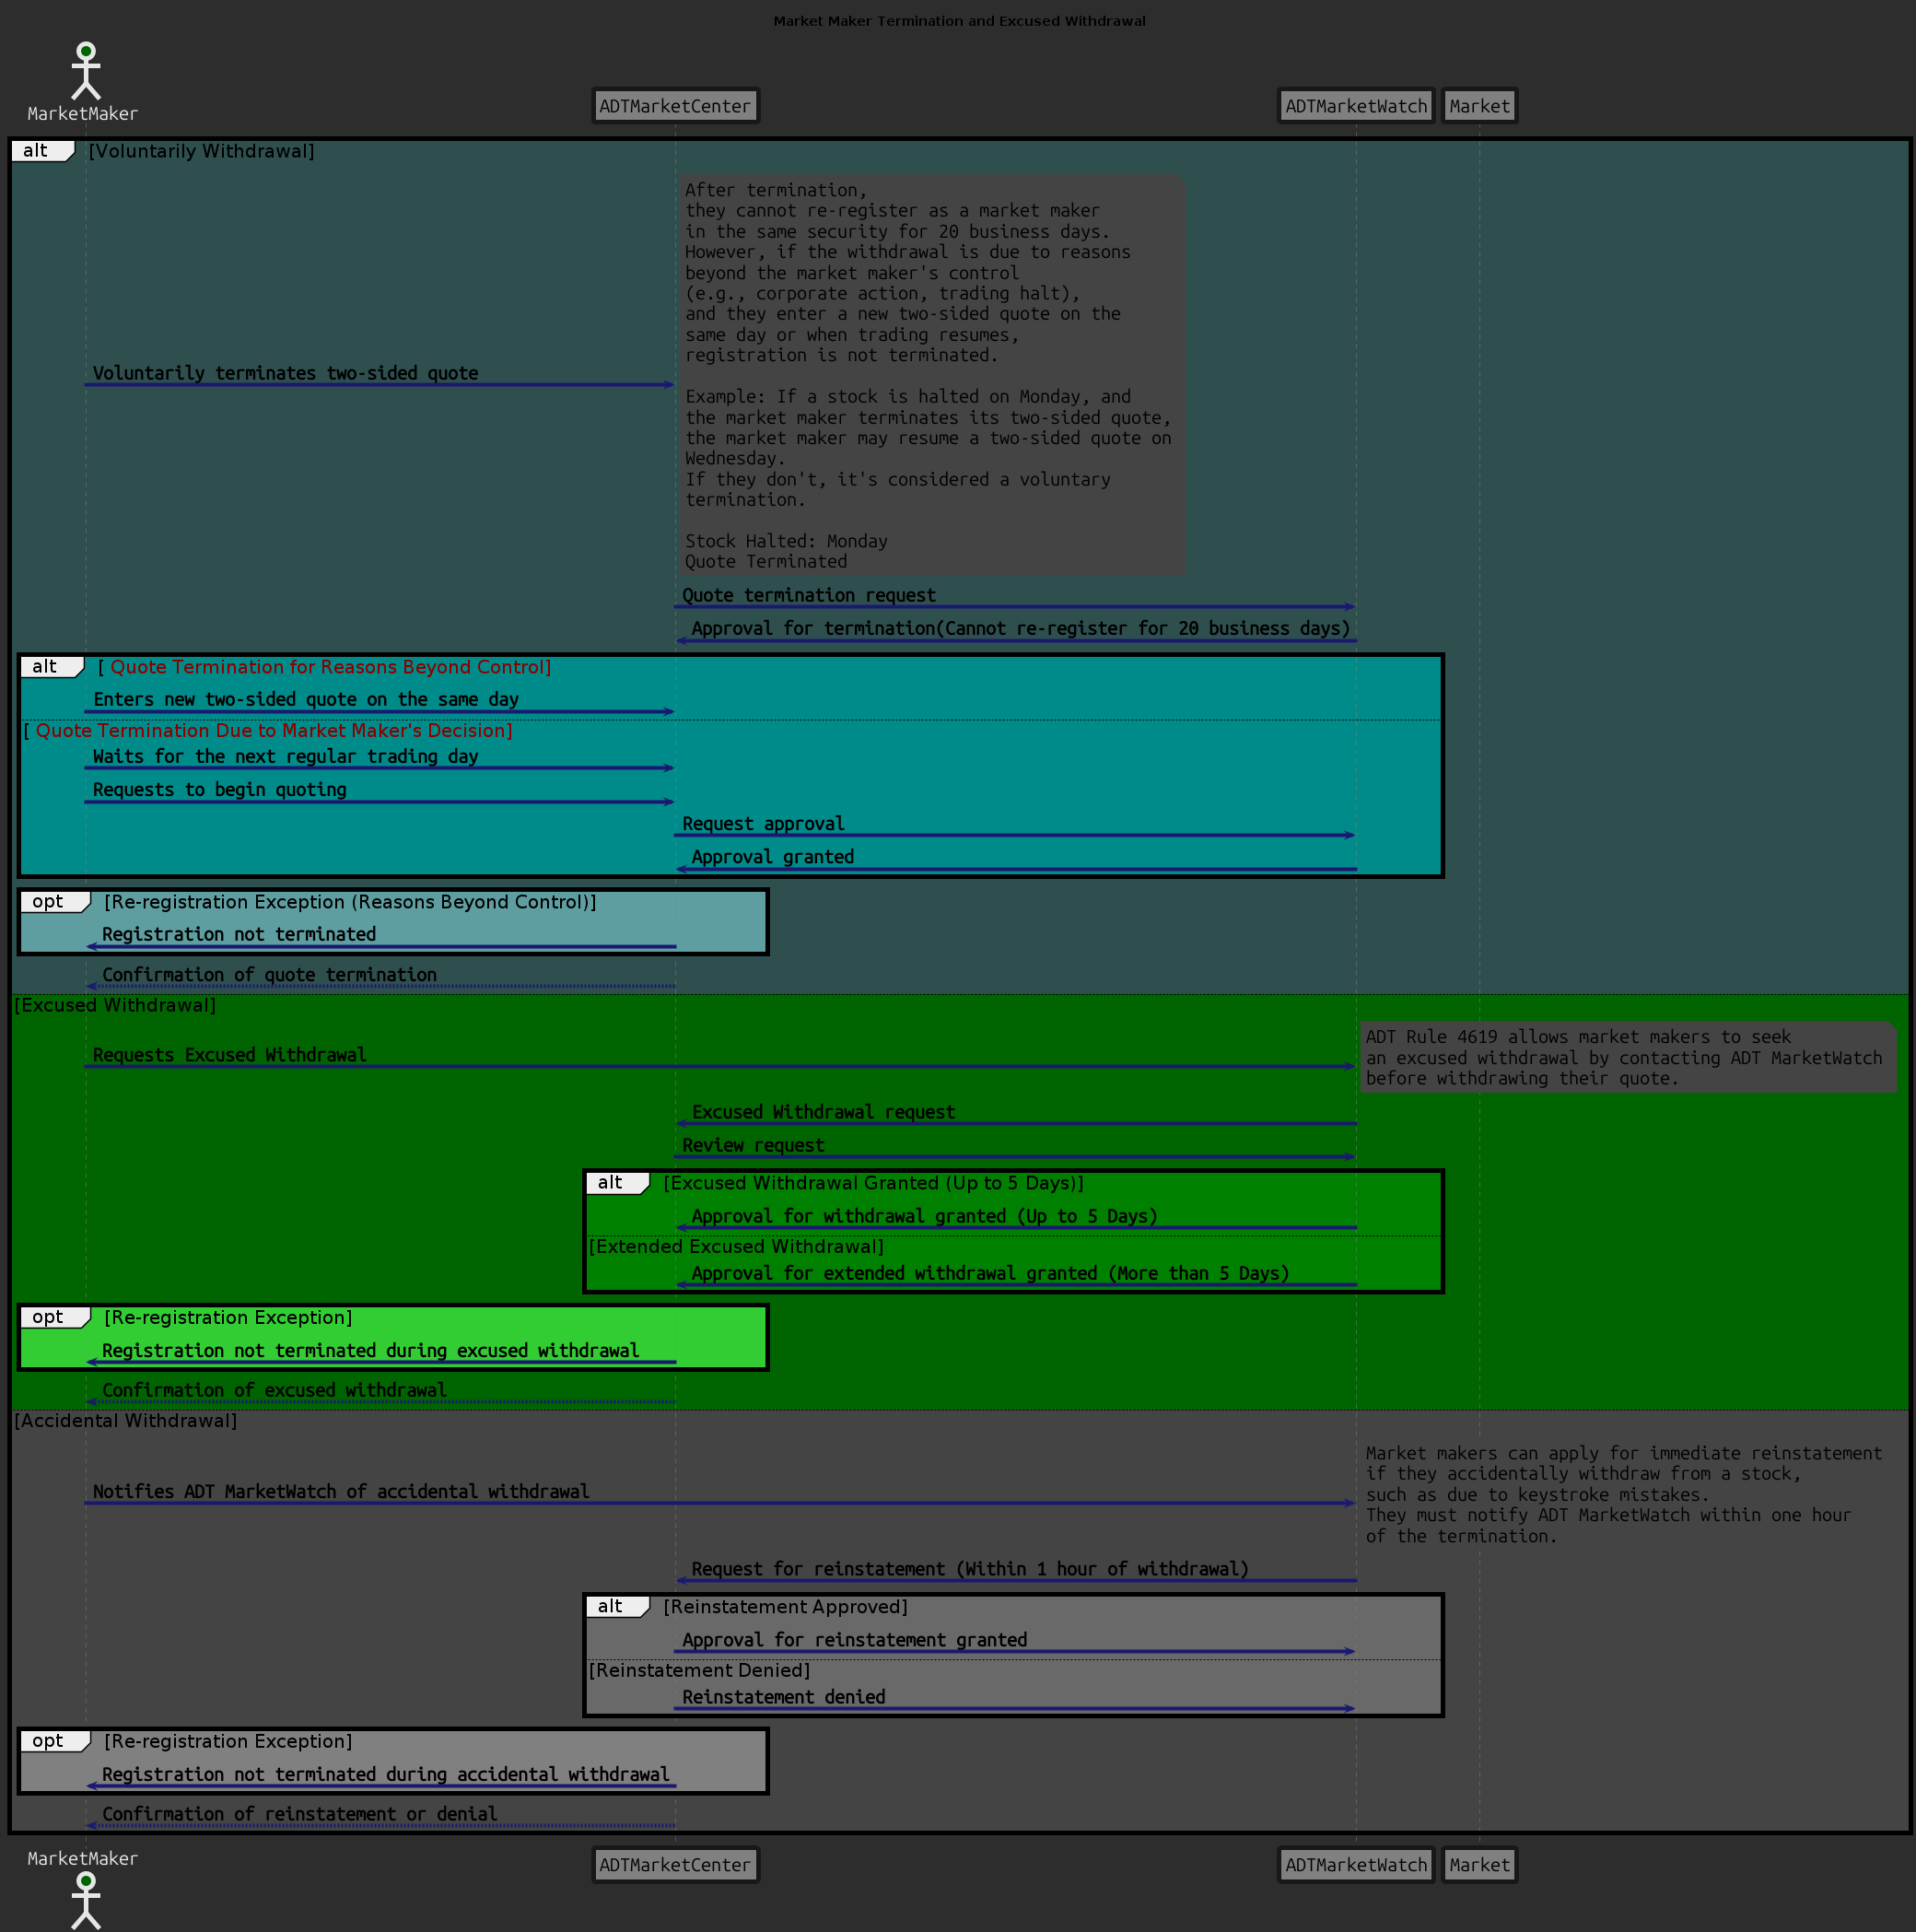 Market Maker Termination and Excused Withdrawal
MarketMaker
ADTMarketCenter
ADTMarketWatch
Market
alt
[Voluntarily Withdrawal]
After termination,
they cannot re-register as a market maker
in the same security for 20 business days.
However, if the withdrawal is due to reasons
beyond the market maker's control
(e.g., corporate action, trading halt),
and they enter a new two-sided quote on the
same day or when trading resumes,
registration is not terminated.
Example: If a stock is halted on Monday, and
the market maker terminates its two-sided quote,
the market maker may resume a two-sided quote on
Wednesday.
If they don't, it's considered a voluntary
termination.
Stock Halted: Monday
Quote Terminated
Voluntarily terminates two-sided quote
Quote termination request
Approval for termination(Cannot re-register for 20 business days)
alt
[ Quote Termination for Reasons Beyond Control]
Enters new two-sided quote on the same day
[ Quote Termination Due to Market Maker's Decision]
Waits for the next regular trading day
Requests to begin quoting
Request approval
Approval granted
opt
[Re-registration Exception (Reasons Beyond Control)]
Registration not terminated
Confirmation of quote termination
[Excused Withdrawal]
ADT Rule 4619 allows market makers to seek
an excused withdrawal by contacting ADT MarketWatch
before withdrawing their quote.
Requests Excused Withdrawal
Excused Withdrawal request
Review request
alt
[Excused Withdrawal Granted (Up to 5 Days)]
Approval for withdrawal granted (Up to 5 Days)
[Extended Excused Withdrawal]
Approval for extended withdrawal granted (More than 5 Days)
opt
[Re-registration Exception]
Registration not terminated during excused withdrawal
Confirmation of excused withdrawal
[Accidental Withdrawal]
Market makers can apply for immediate reinstatement
if they accidentally withdraw from a stock,
such as due to keystroke mistakes.
They must notify ADT MarketWatch within one hour
of the termination.
Notifies ADT MarketWatch of accidental withdrawal
Request for reinstatement (Within 1 hour of withdrawal)
alt
[Reinstatement Approved]
Approval for reinstatement granted
[Reinstatement Denied]
Reinstatement denied
opt
[Re-registration Exception]
Registration not terminated during accidental withdrawal
Confirmation of reinstatement or denial
MarketMaker
ADTMarketCenter
ADTMarketWatch
Market